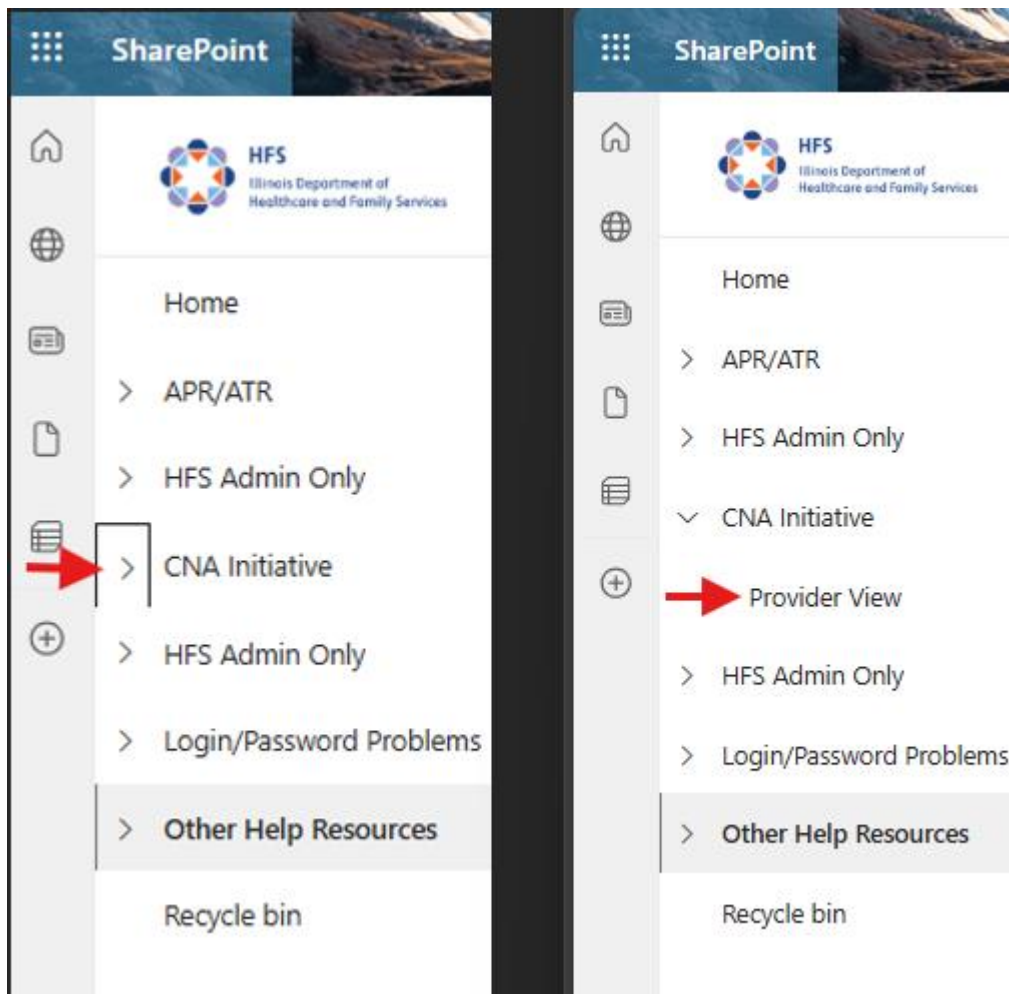 SharePoint
HFS
Illinois Department of
Healthcare and Family Services
Home
APR/ATR
HFS Admin Only
CNA Initiative
HFS Admin Only
Login/Password Problems
Other Help Resources
Recycle bin
SharePoint
HFS
Illinois Department of
Healthcare and Family Services
Home
APR/ATR
HFS Admin Only
CNA Initiative
Provider View
HFS Admin Only
Login/Password Problems
Other Help Resources
Recycle bin